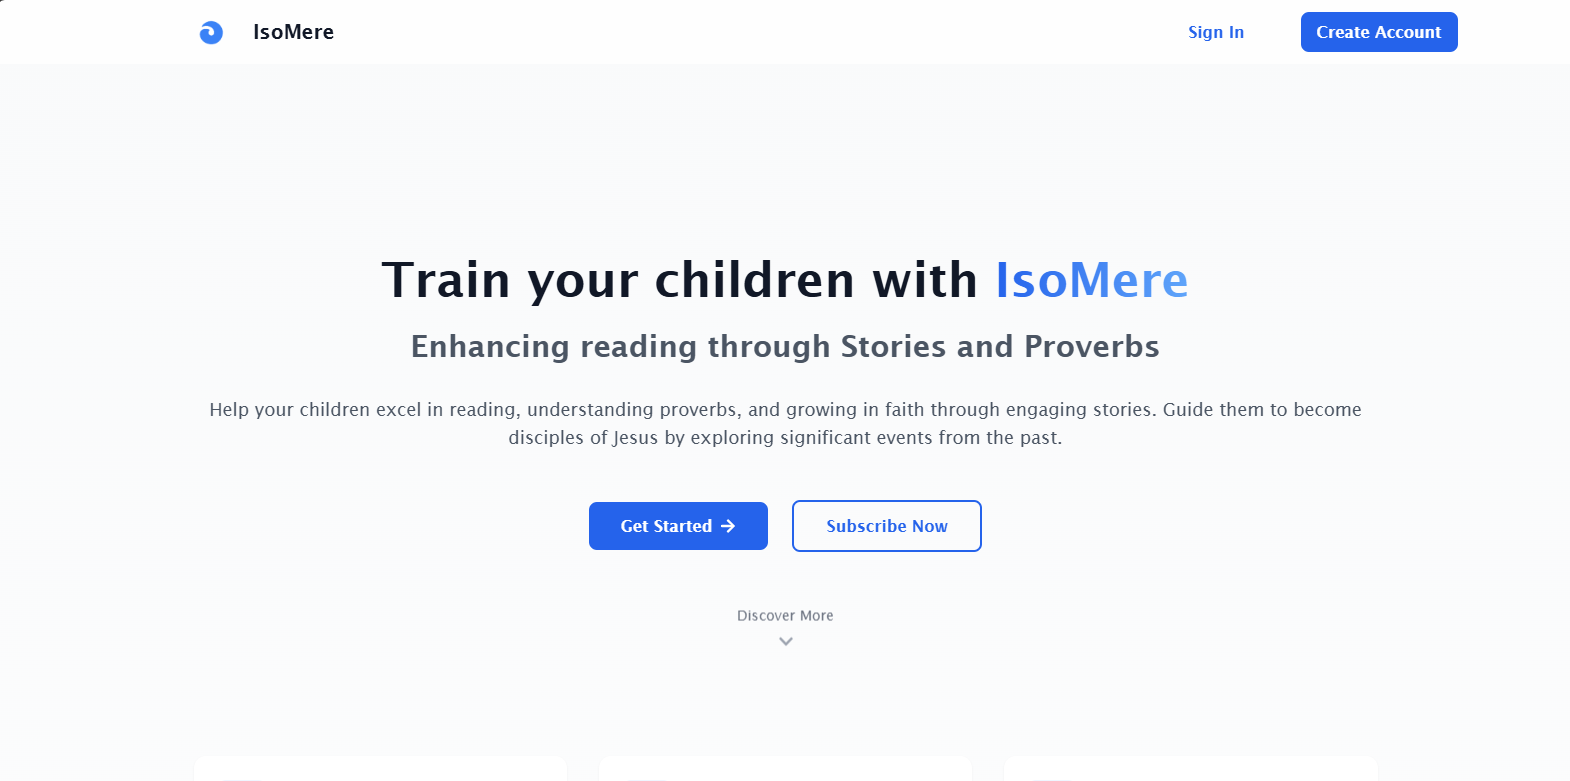 IsoMere
Sign In
Create Account
Train your children with IsoMere
Enhancing reading through Stories and Proverbs
Help your children excel in reading, understanding proverbs, and growing in faith through engaging stories. Guide them to become
disciples of Jesus by exploring significant events from the past.
Get Started
Subscribe Now
Discover More